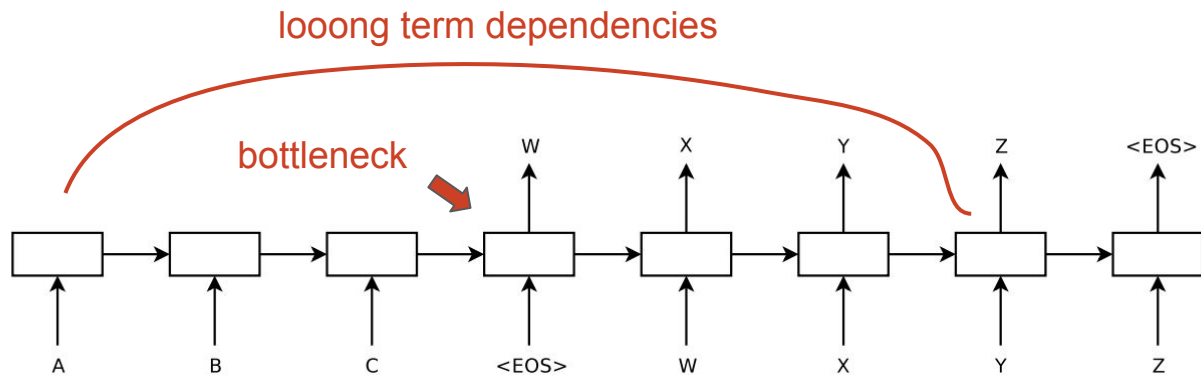 looong term dependencies
bottleneck
W X Y Z <EOS>
A B C <EOS> W X Y Z